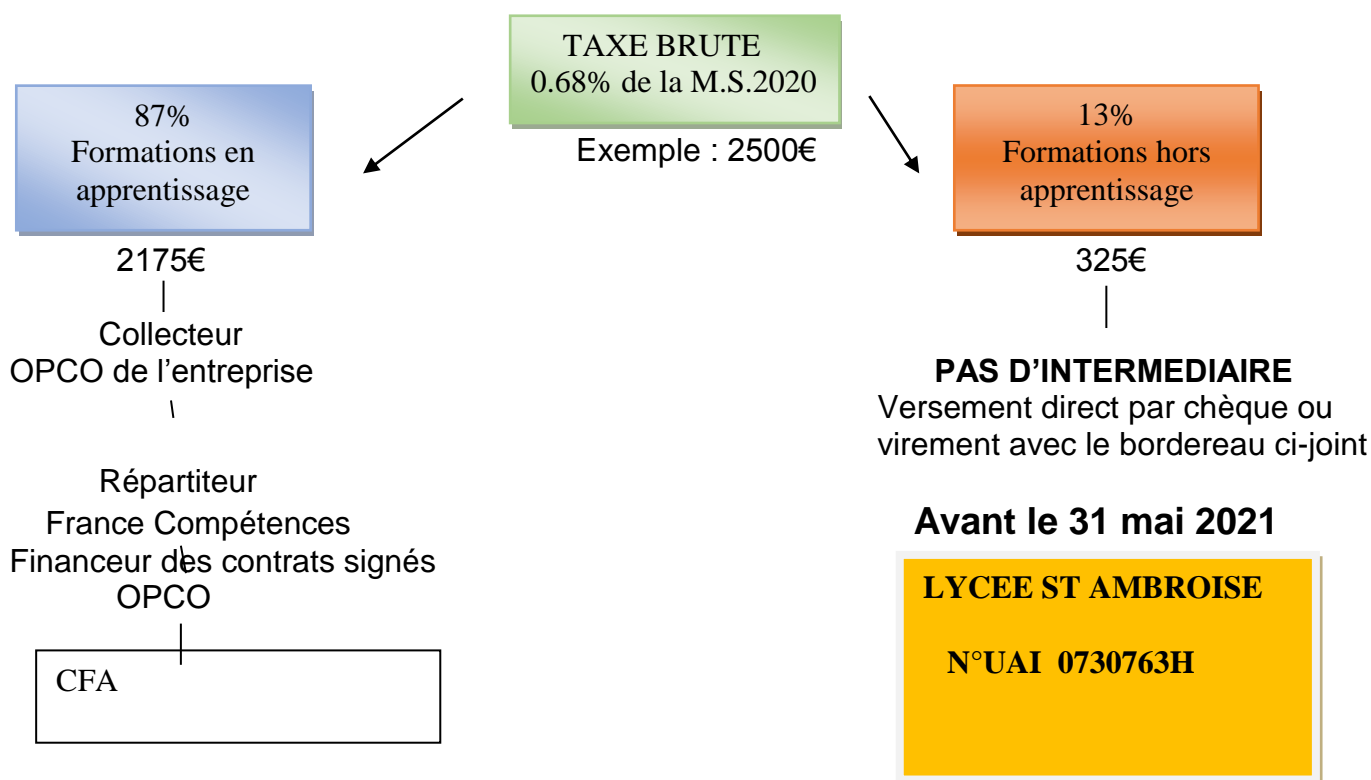 TAXE BRUTE
0.68% de la M.S.2020
Exemple : 2500€
87%
Formations en
apprentissage
2175€
Collecteur
OPCO de l'entreprise
Répartiteur
France Compétences
Financeur des contrats signés
OPCO
CFA
13%
Formations hors
apprentissage
325€
PAS D'INTERMEDIAIRE
Versement direct par chèque ou
virement avec le bordereau ci-joint
Avant le 31 mai 2021
LYCEE ST AMBROISE
N°UAI 0730763H